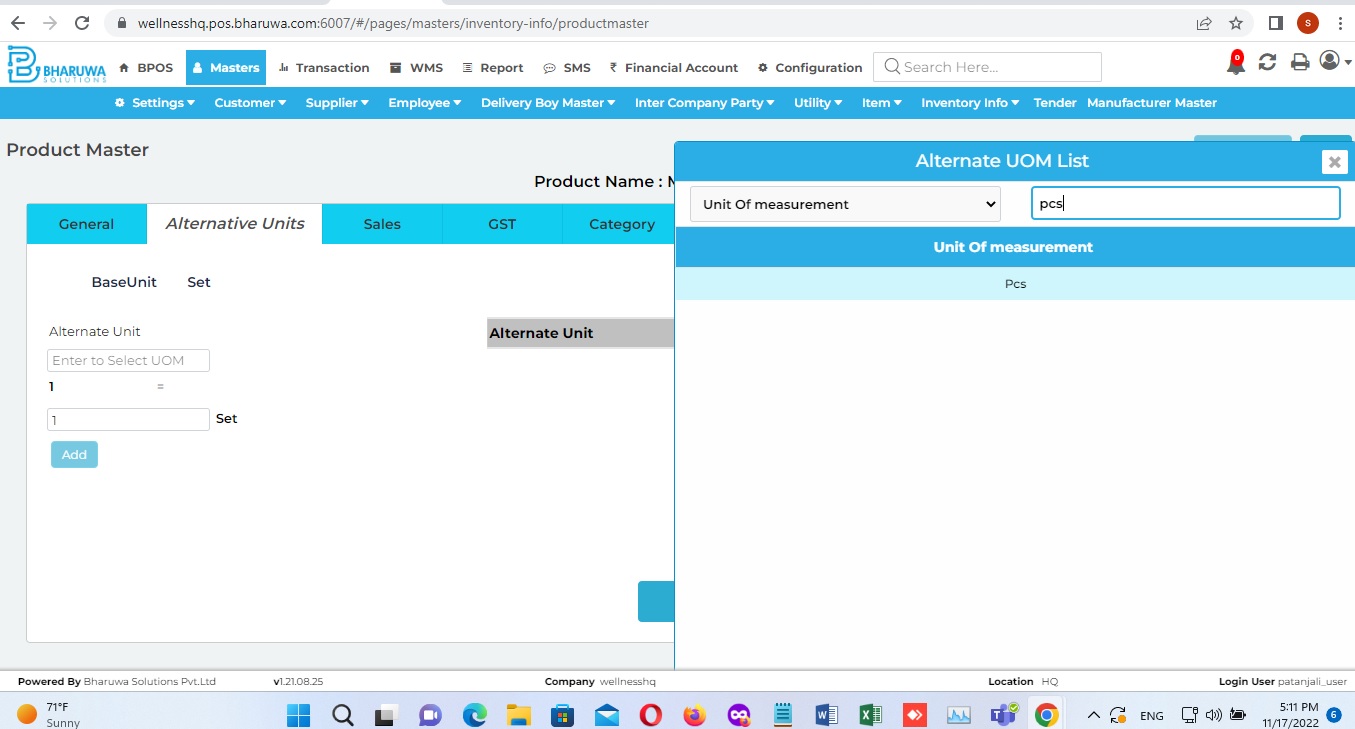 wellnesshq.pos.bharuwa.com:6007/#/pages/masters/inventory-info/productmaster
S
BHARUWA
SOLUTIONS
BPOS Masters Transaction WMS Report SMS ₹ Financial Account Configuration Search Here...
0
Settings Customer Supplier Employee Delivery Boy Master Inter Company Party Utility Item Inventory Info Tender Manufacturer Master
Product Master
Product Name :
Alternate UOM List
Unit Of measurement pcs
Unit Of measurement
Pcs
General Alternative Units Sales GST Category
BaseUnit Set
Alternate Unit
Enter to Select UOM
1 =
1 Set
Add
Alternate Unit
Powered By Bharuwa Solutions Pvt.Ltd v1.21.08.25 Company wellnesshq Location HQ Login User patanjali_user
71°F
Sunny
ENG
5:11 PM
11/17/2022
6